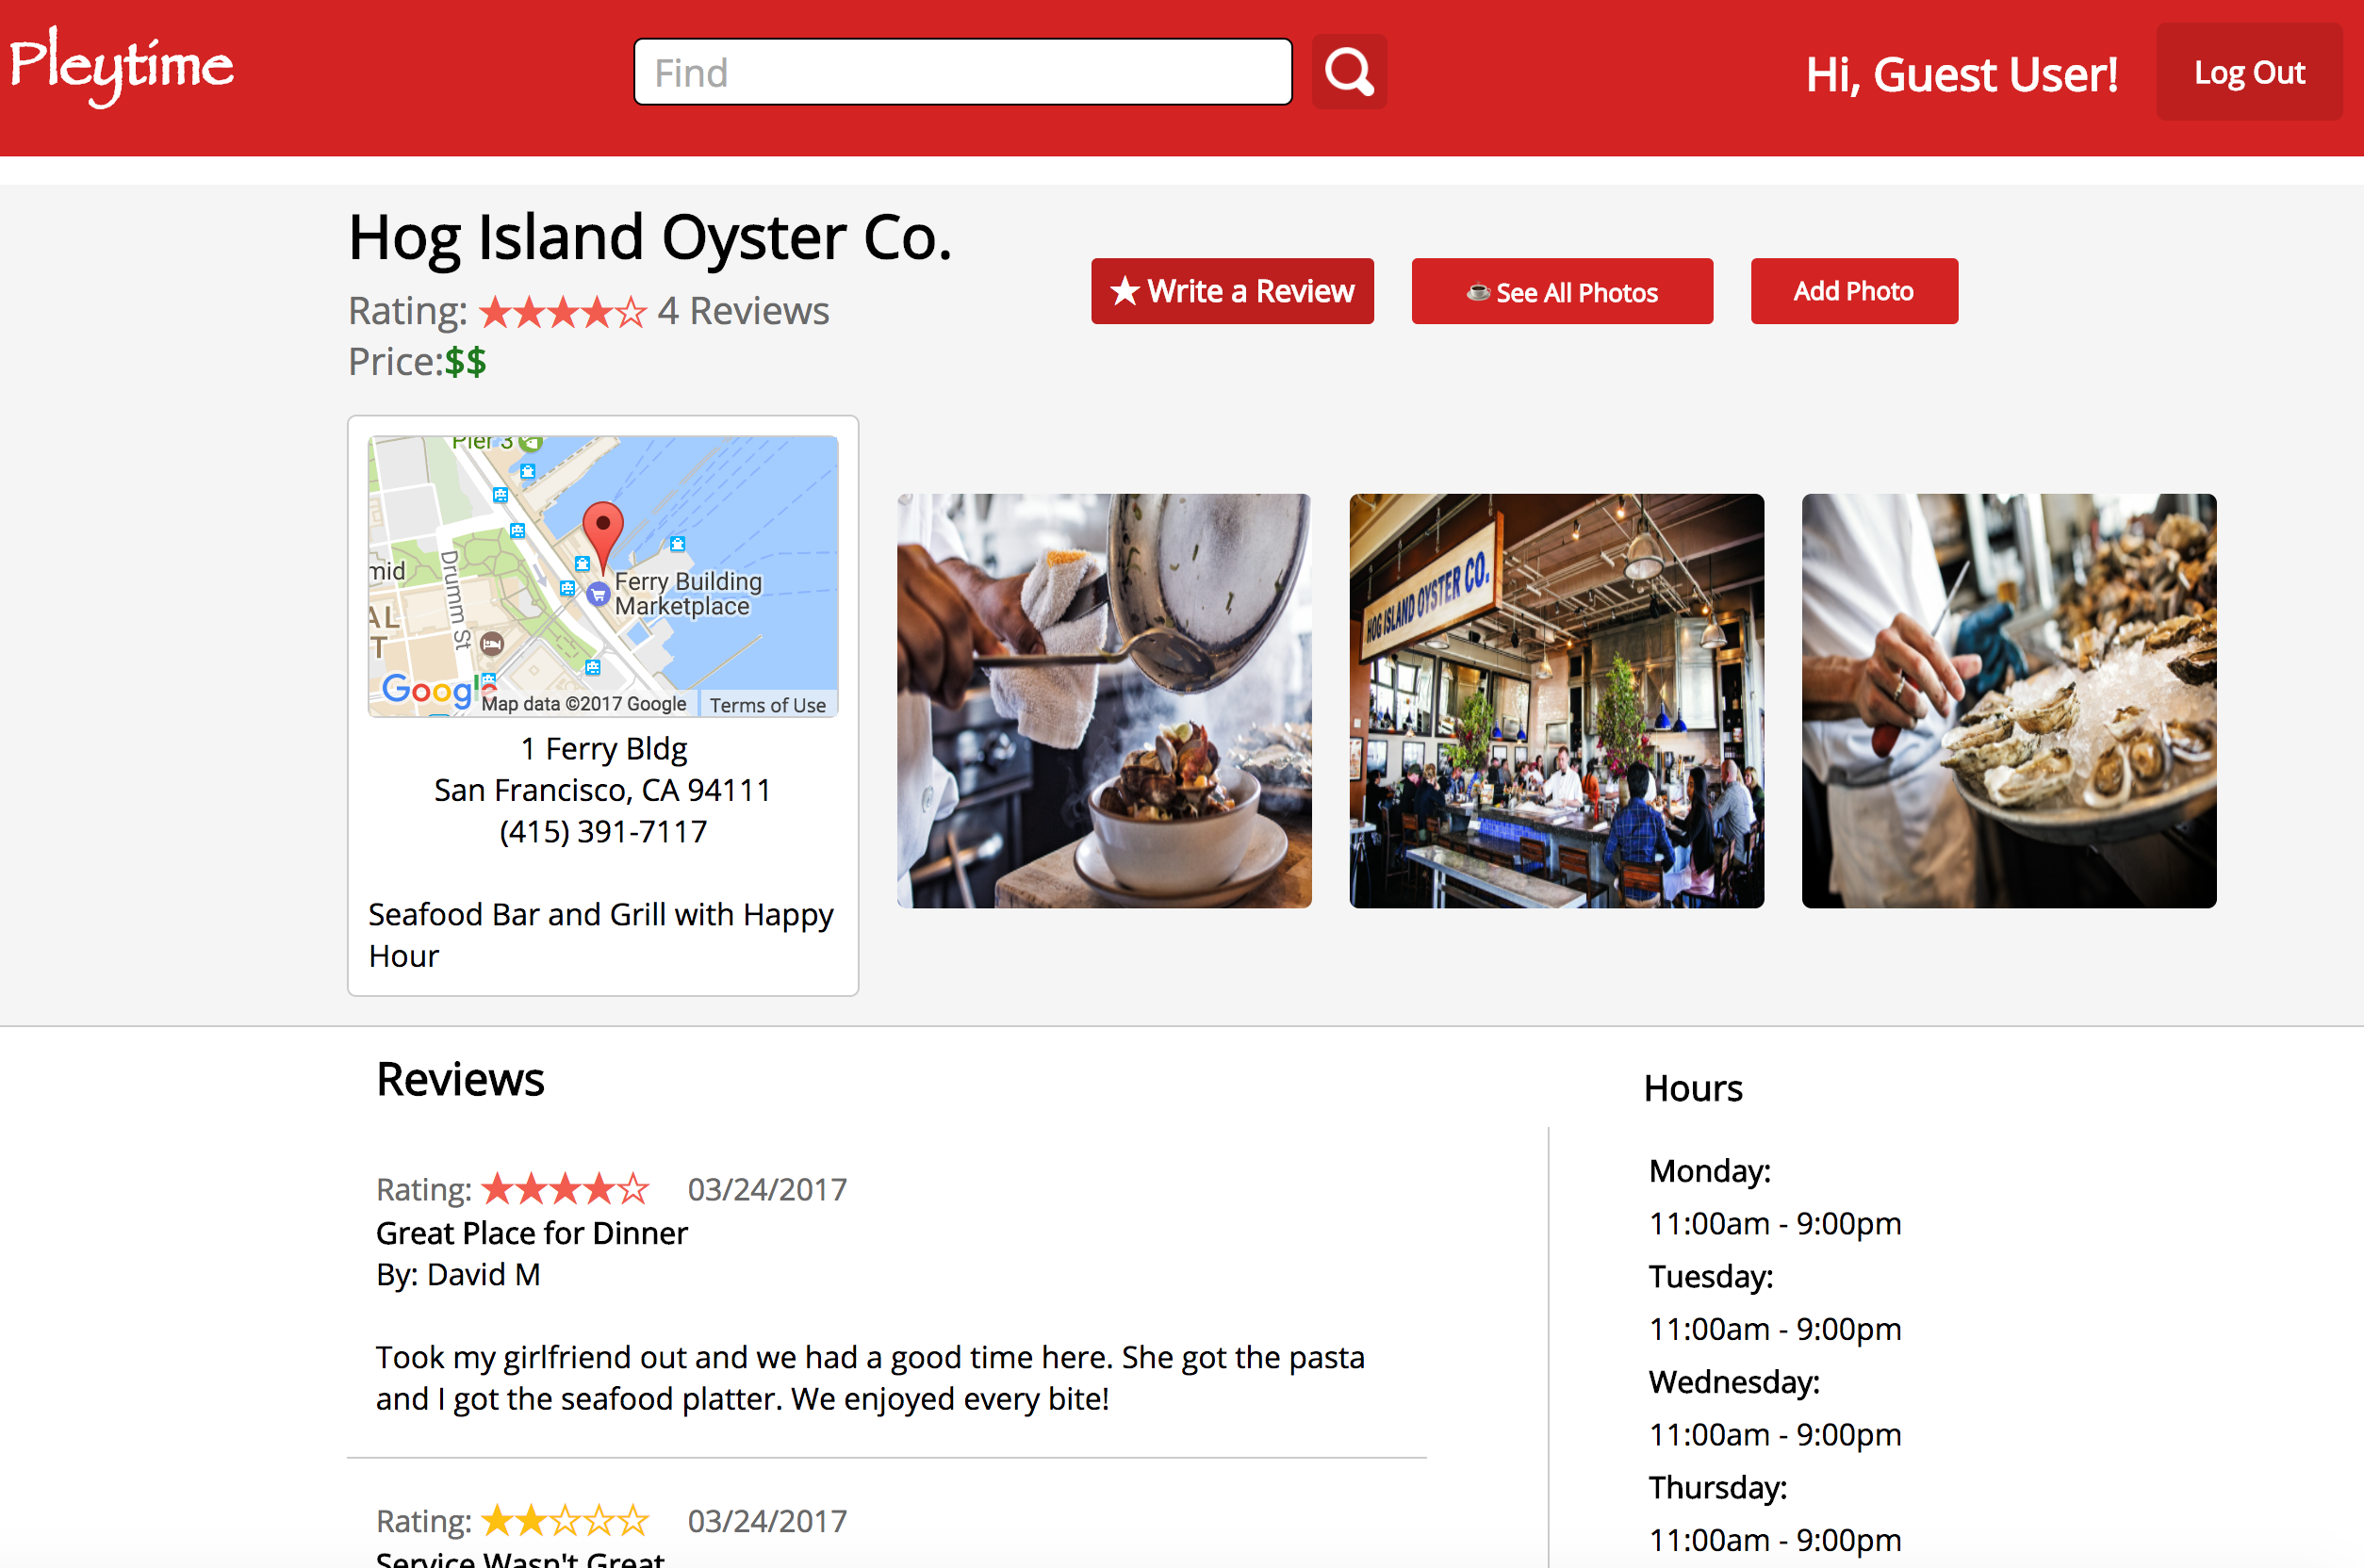 Pleytime
Find
Hi, Guest User!
Log Out
Hog Island Oyster Co.
Rating: ★★★★☆ 4 Reviews
Price:$$
★ Write a Review
See All Photos
Add Photo
Pier 3
Drumm St
Ferry Building
Marketplace
Google
Map data ©2017 Google
Terms of Use
1 Ferry Bldg
San Francisco, CA 94111
(415) 391-7117
Seafood Bar and Grill with Happy
Hour
HOG ISLAND OYSTER CO.
Reviews
Rating: ★★★★☆ 03/24/2017
Great Place for Dinner
By: David M
Took my girlfriend out and we had a good time here. She got the pasta
and I got the seafood platter. We enjoyed every bite!
Rating: ★★☆☆☆ 03/24/2017
Service Wasn't Great
Hours
Monday:
11:00am - 9:00pm
Tuesday:
11:00am - 9:00pm
Wednesday:
11:00am - 9:00pm
Thursday:
11:00am - 9:00pm